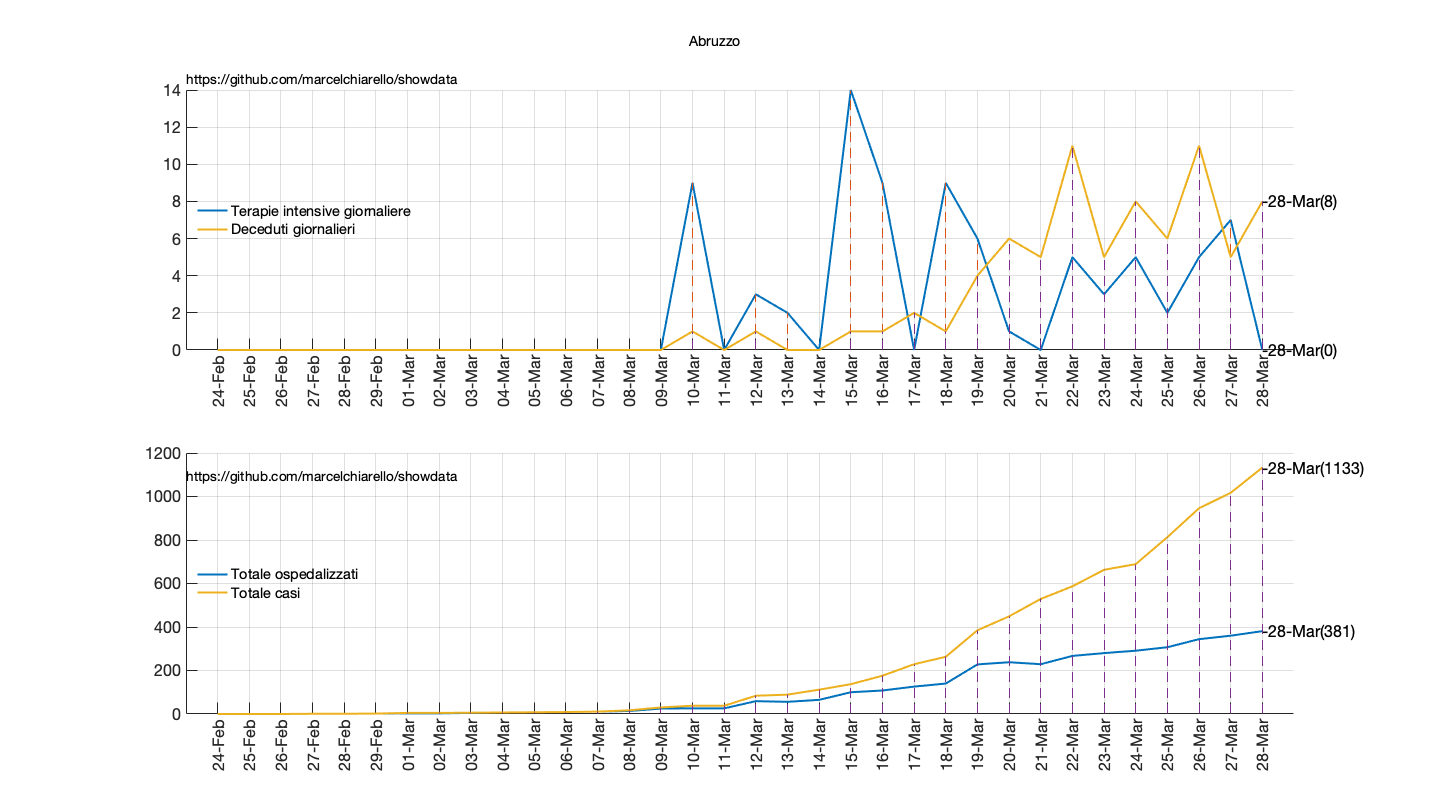 Abruzzo
https://github.com/marcelchiarello/showdata
14
12
10
8
6
4
2
0
Terapie intensive giornaliere
Deceduti giornalieri
28-Mar(8)
28-Mar(0)
24-Feb
25-Feb
26-Feb
27-Feb
28-Feb
29-Feb
01-Mar
02-Mar
03-Mar
04-Mar
05-Mar
06-Mar
07-Mar
08-Mar
09-Mar
10-Mar
11-Mar
12-Mar
13-Mar
14-Mar
15-Mar
16-Mar
17-Mar
18-Mar
19-Mar
20-Mar
21-Mar
22-Mar
23-Mar
24-Mar
25-Mar
26-Mar
27-Mar
28-Mar
1200
1000
800
600
400
200
0
https://github.com/marcelchiarello/showdata
Totale ospedalizzati
Totale casi
28-Mar(1133)
28-Mar(381)
24-Feb
25-Feb
26-Feb
27-Feb
28-Feb
29-Feb
01-Mar
02-Mar
03-Mar
04-Mar
05-Mar
06-Mar
07-Mar
08-Mar
09-Mar
10-Mar
11-Mar
12-Mar
13-Mar
14-Mar
15-Mar
16-Mar
17-Mar
18-Mar
19-Mar
20-Mar
21-Mar
22-Mar
23-Mar
24-Mar
25-Mar
26-Mar
27-Mar
28-Mar